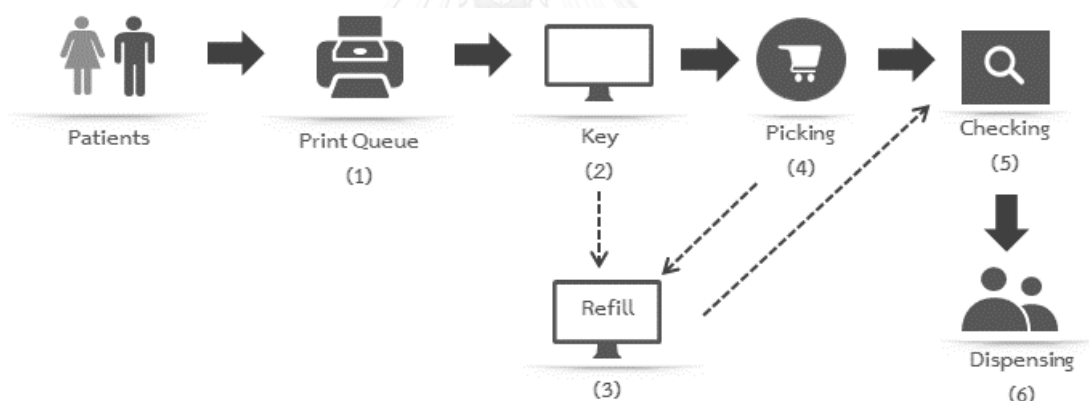 Patients
Print Queue
(1)
Key
(2)
Picking
(4)
Checking
(5)
Refill
(3)
Dispensing
(6)